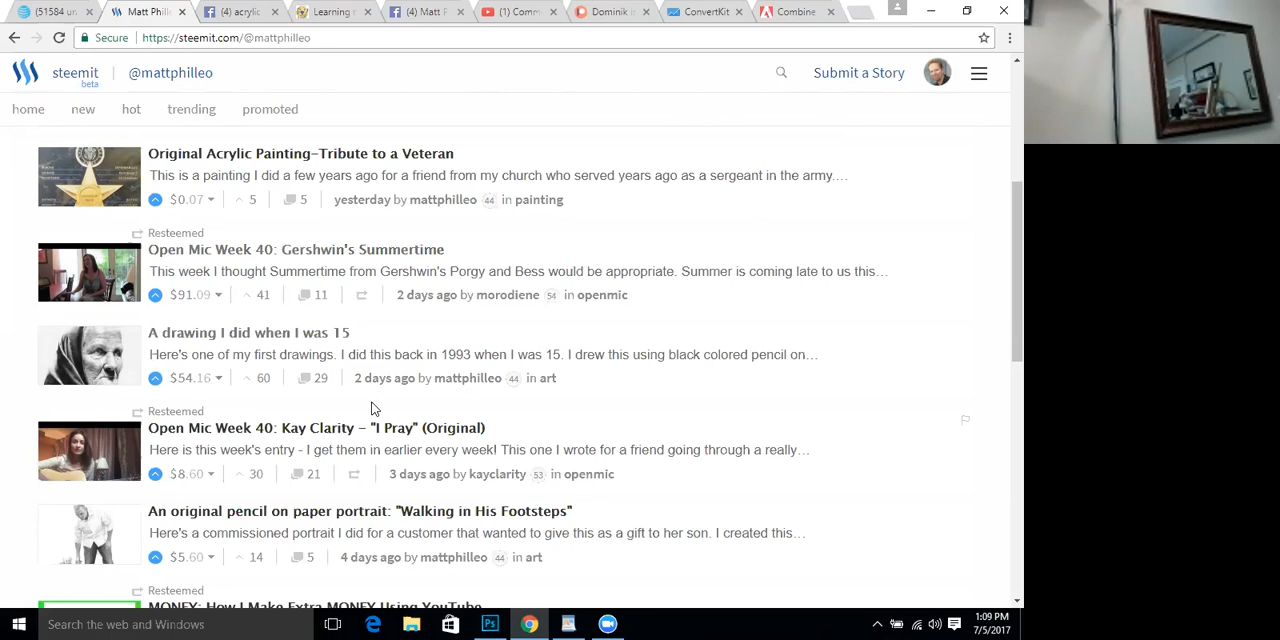 (51584 un
Matt Phill
(4) acrylic
Learning
(4) Matt P
(1) Comm
Dominik is
ConvertKit
Combine
Secure https://steemit.com/@mattphilleo
steemit
beta
@mattphilleo
Submit a Story
home new hot trending promoted
Original Acrylic Painting–Tribute to a Veteran
This is a painting I did a few years ago for a friend from my church who served years ago as a sergeant in the army....
$0.07 5 5 yesterday by mattphilleo 44 in painting
Resteemed
Open Mic Week 40: Gershwin's Summertime
This week I thought Summertime from Gershwin's Porgy and Bess would be appropriate. Summer is coming late to us this...
$91.09 41 11 2 days ago by morodiene 54 in openmic
A drawing I did when I was 15
Here's one of my first drawings. I did this back in 1993 when I was 15. I drew this using black colored pencil on...
$54.16 60 29 2 days ago by mattphilleo 44 in art
Resteemed
Open Mic Week 40: Kay Clarity – "I Pray" (Original)
Here is this week's entry - I get them in earlier every week! This one I wrote for a friend going through a really...
$8.60 30 21 3 days ago by kayclarity 53 in openmic
An original pencil on paper portrait: "Walking in His Footsteps"
Here's a commissioned portrait I did for a customer that wanted to give this as a gift to her son. I created this...
$5.60 14 5 4 days ago by mattphilleo 44 in art
Resteemed
MONEY: How I Make Extra MONEY Using YouTube
Search the web and Windows
Ps
1:09 PM
7/5/2017